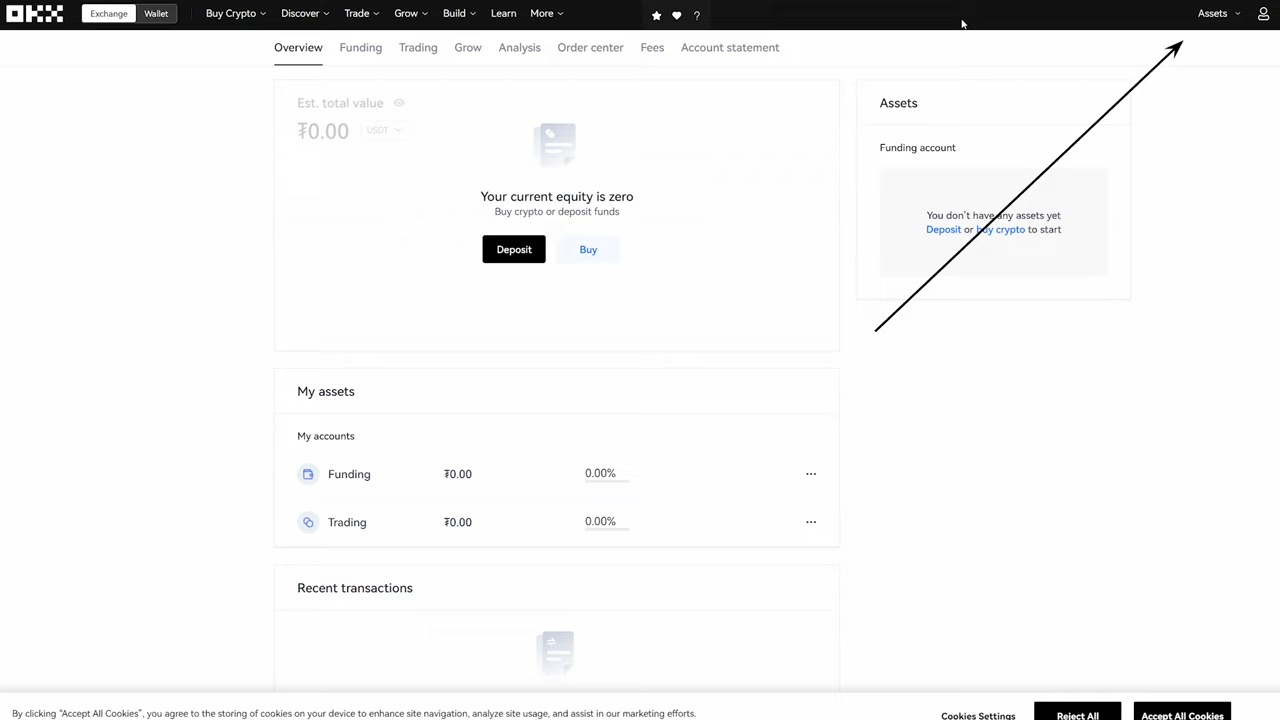 OKX Exchange Wallet Buy Crypto Discover Trade Grow Build Learn More ? Assets
Overview Funding Trading Grow Analysis Order center Fees Account statement
Est. total value
₮0.00 USDT
Your current equity is zero
Buy crypto or deposit funds
Deposit Buy
Assets
Funding account
You don't have any assets yet
Deposit or buy crypto to start
My assets
My accounts
Funding ₮0.00 0.00% ...
Trading ₮0.00 0.00% ...
Recent transactions
By clicking "Accept All Cookies", you agree to the storing of cookies on your device to enhance site navigation, analyze site usage, and assist in our marketing efforts.
Cookies Settings Reject All Accept All Cookies